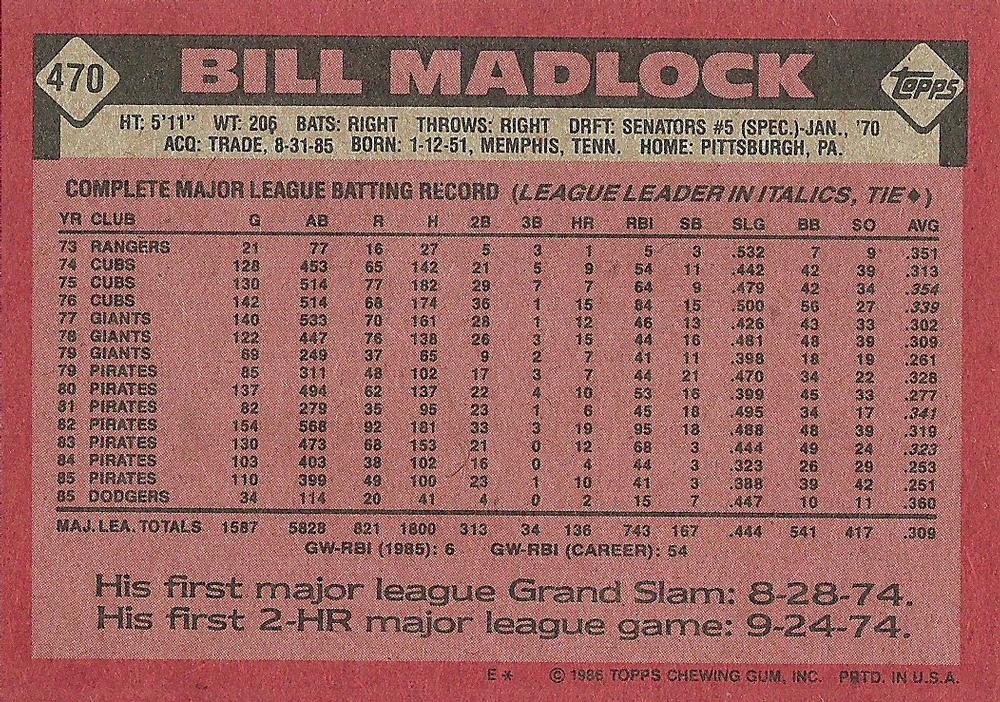 470 BILL MADLOCK TOPPS
HT: 5'11" WT: 206 BATS: RIGHT THROWS: RIGHT DRFT: SENATORS #5 (SPEC.)-JAN., '70
ACQ: TRADE, 8-31-85 BORN: 1-12-51, MEMPHIS, TENN. HOME: PITTSBURGH, PA.
COMPLETE MAJOR LEAGUE BATTING RECORD (LEAGUE LEADER IN ITALICS, TIE♦)
YR CLUB G AB R H 2B 3B HR RBI SB SLG BB SO AVG
73 RANGERS 21 77 16 27 5 3 1 5 3 .532 7 9 .351
74 CUBS 128 453 65 142 21 5 9 54 11 .442 42 39 .313
75 CUBS 130 514 77 182 29 7 7 64 9 .479 42 34 .354
76 CUBS 142 514 68 174 36 1 15 84 15 .500 56 27 .339
77 GIANTS 140 533 70 161 28 1 12 46 13 .426 43 33 .302
78 GIANTS 122 447 76 138 26 3 15 44 16 .481 48 39 .309
79 GIANTS 69 249 37 65 9 2 7 41 11 .398 18 19 .261
79 PIRATES 85 311 48 102 17 3 7 44 21 .470 34 22 .328
80 PIRATES 137 494 62 137 22 4 10 53 16 .399 45 33 .277
81 PIRATES 82 279 35 95 23 1 6 45 18 .495 34 17 .341
82 PIRATES 154 568 92 181 33 3 19 95 18 .488 48 39 .319
83 PIRATES 130 473 68 153 21 0 12 68 3 .444 49 24 .323
84 PIRATES 103 403 38 102 16 0 4 44 3 .323 26 29 .253
85 PIRATES 110 399 49 100 23 1 10 41 3 .388 39 42 .251
85 DODGERS 34 114 20 41 4 0 2 15 7 .447 10 11 .360
MAJ. LEA. TOTALS 1587 5828 821 1800 313 34 136 743 167 .444 541 417 .309
GW-RBI (1985): 6 GW-RBI (CAREER): 54
His first major league Grand Slam: 8-28-74.
His first 2-HR major league game: 9-24-74.
E * © 1986 TOPPS CHEWING GUM, INC. PRTD. IN U.S.A.